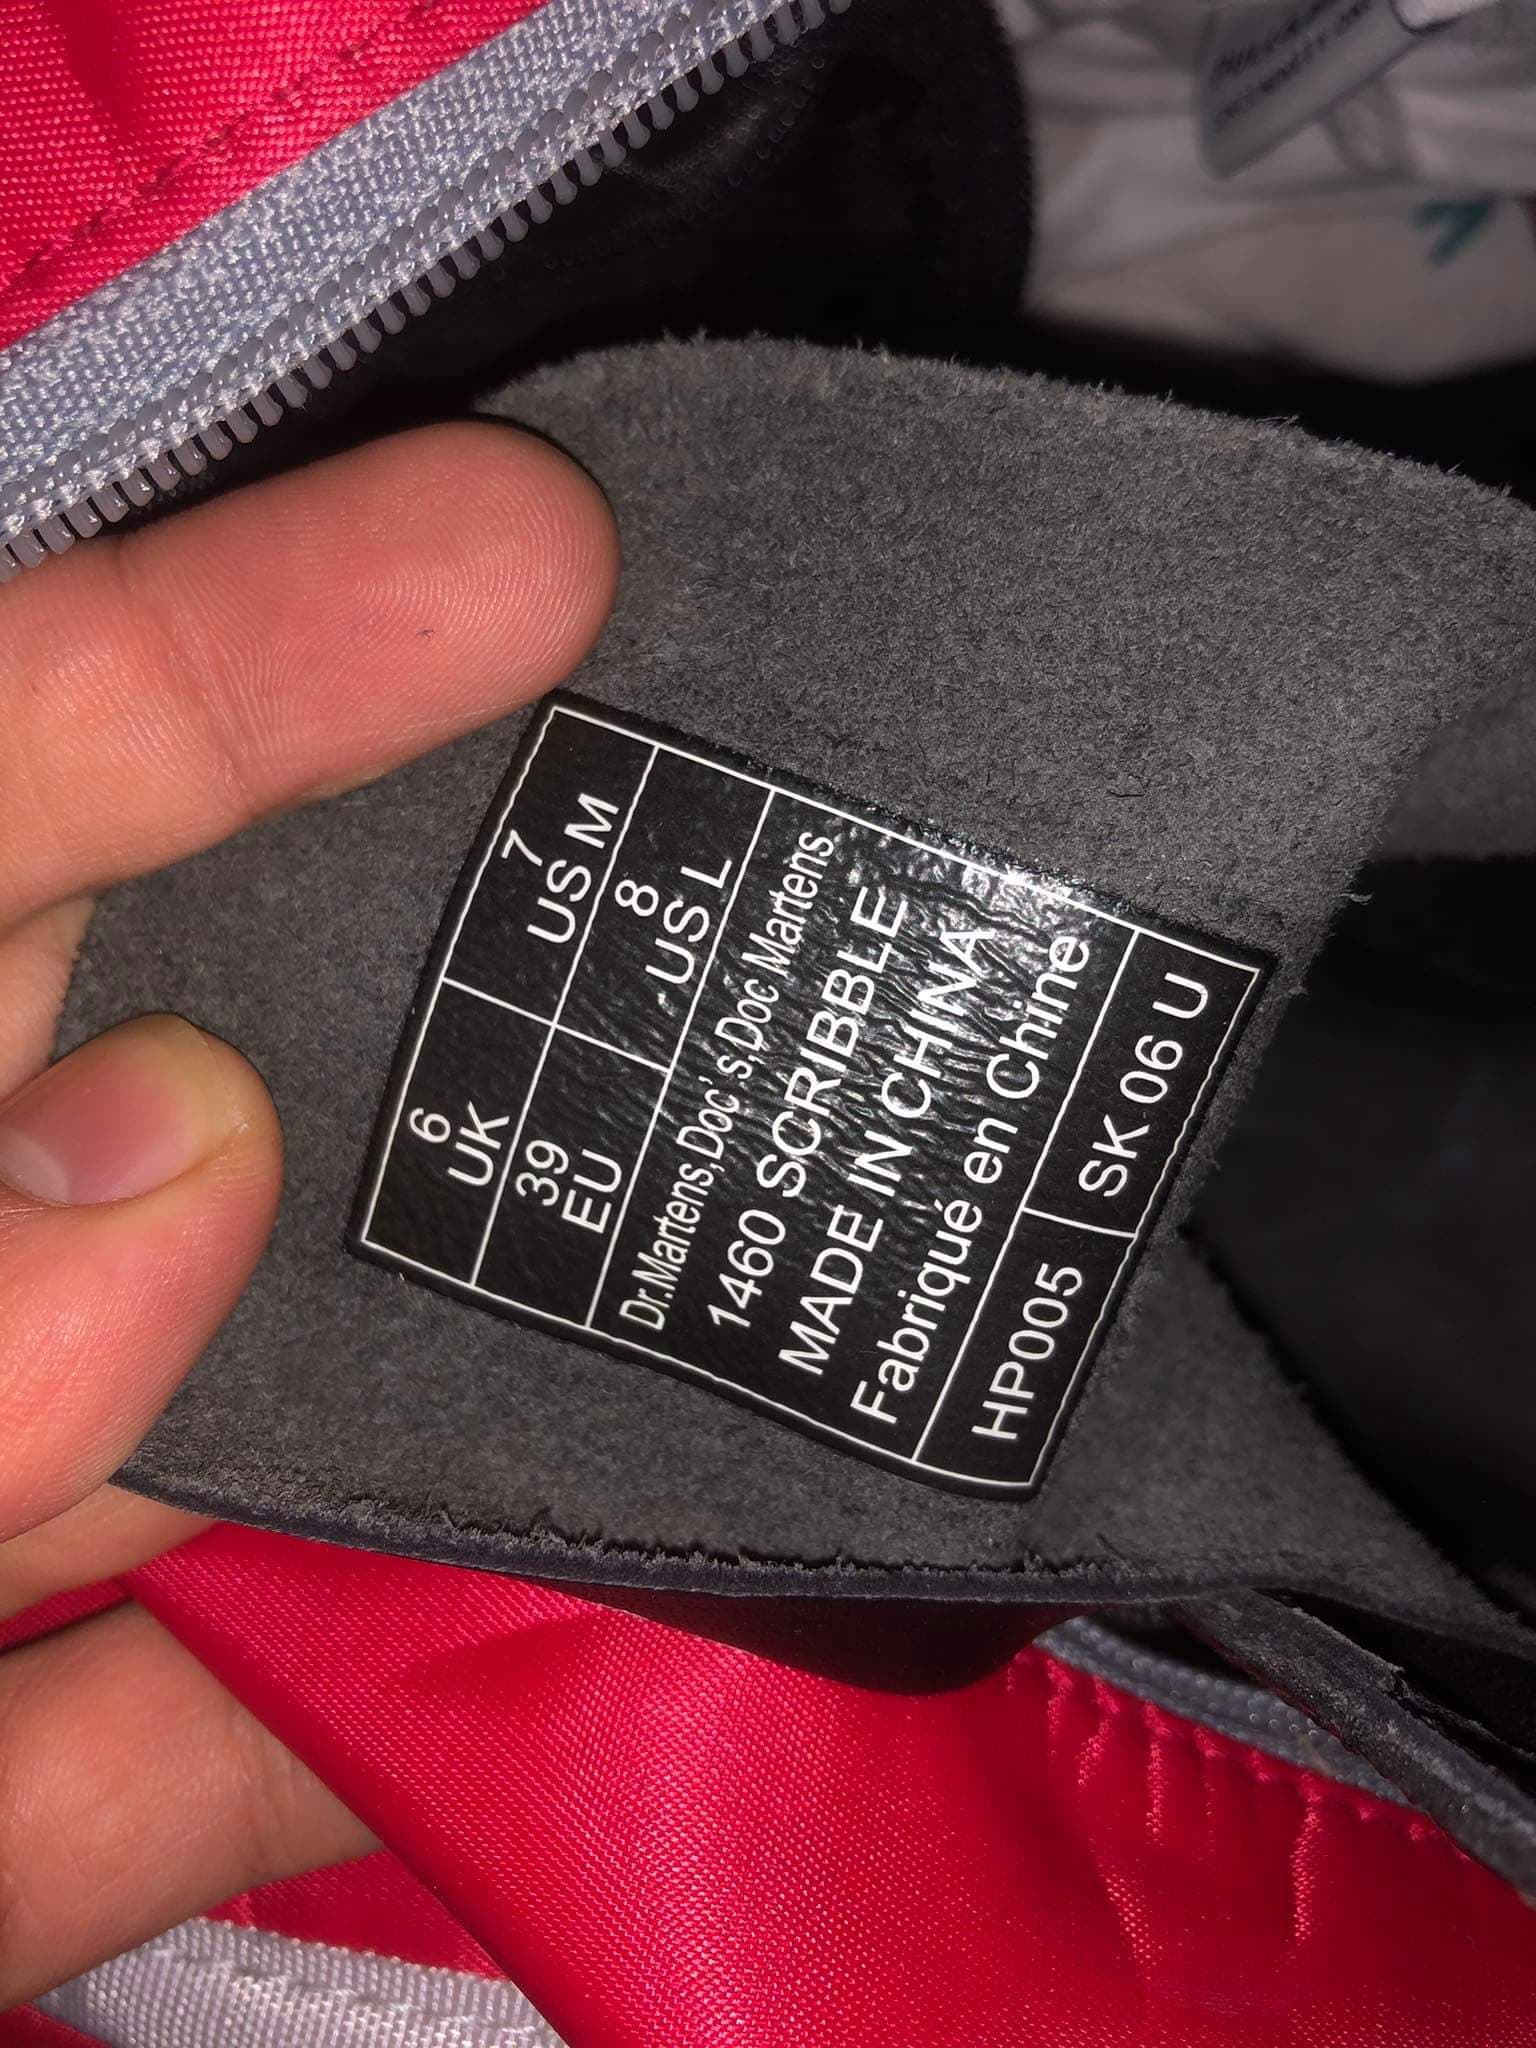 7
US M
6
UK
8
US L
39
EU
Dr.Martens,Doc's,Doc Martens
1460 SCRIBBLE
MADE IN CHINA
Fabriqué en Chine
HP005
SK 06 U